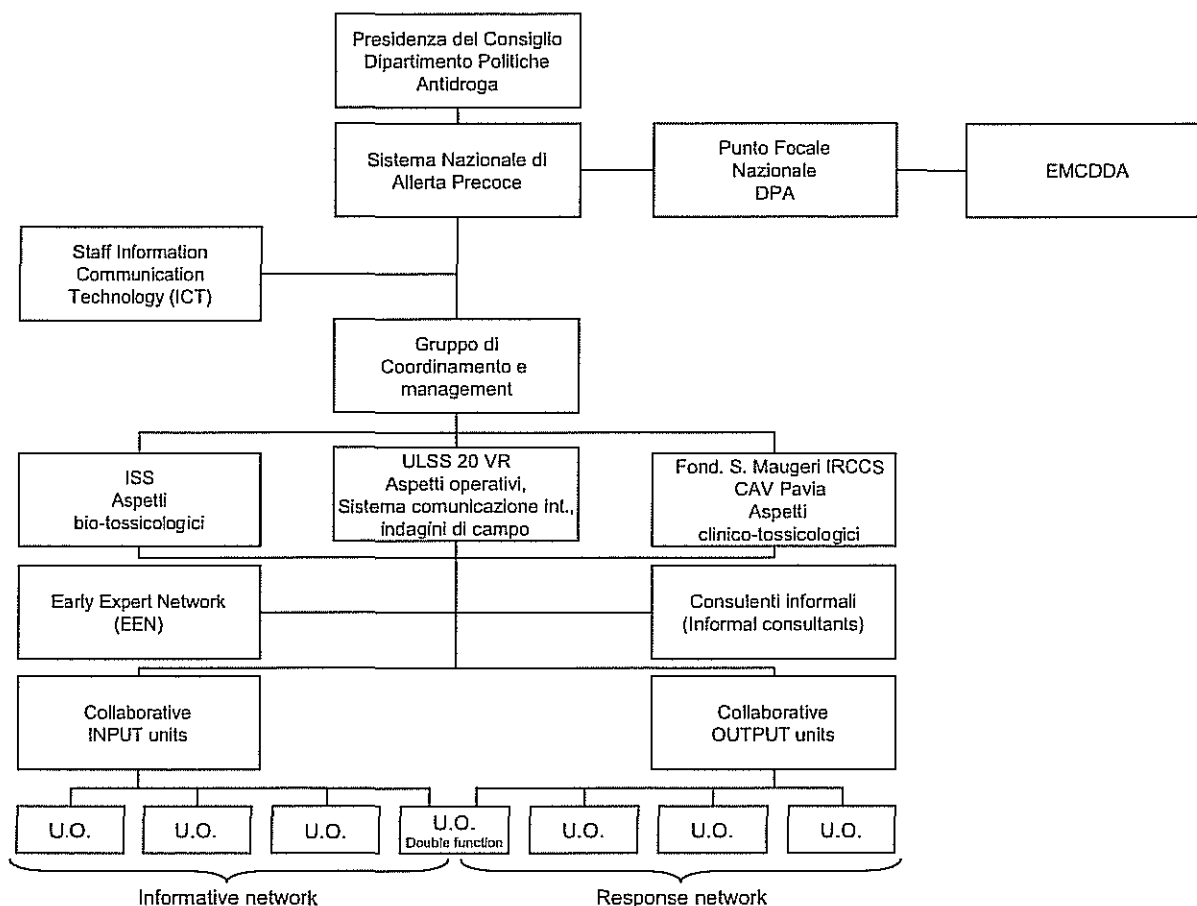 Presidenza del Consiglio
Dipartimento Politiche
Antidroga
Sistema Nazionale di
Allerta Precoce
Punto Focale
Nazionale
DPA
EMCDDA
Staff Information
Communication
Technology (ICT)
Gruppo di
Coordinamento e
management
ISS
Aspetti
bio-tossicologici
ULSS 20 VR
Aspetti operativi,
Sistema comunicazione int.,
indagini di campo
Fond. S. Maugeri IRCCS
CAV Pavia
Aspetti
clinico-tossicologici
Early Expert Network
(EEN)
Consulenti informali
(Informal consultants)
Collaborative
INPUT units
Collaborative
OUTPUT units
U.O.
U.O.
U.O.
U.O.
Double function
U.O.
U.O.
U.O.
Informative network
Response network